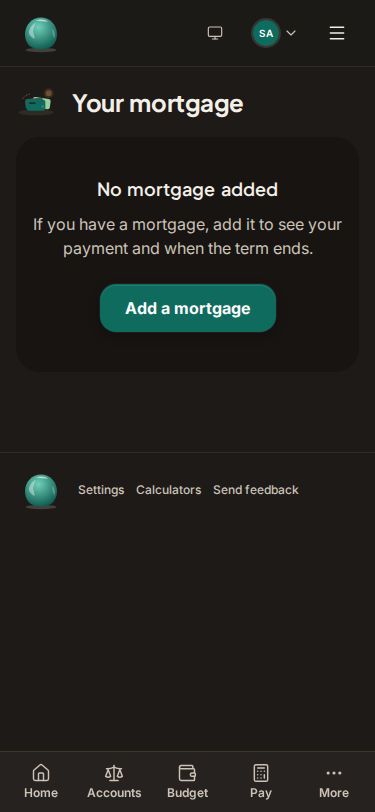 SA
Your mortgage
No mortgage added
If you have a mortgage, add it to see your
payment and when the term ends.
Add a mortgage
Settings Calculators Send feedback
Home Accounts Budget Pay More